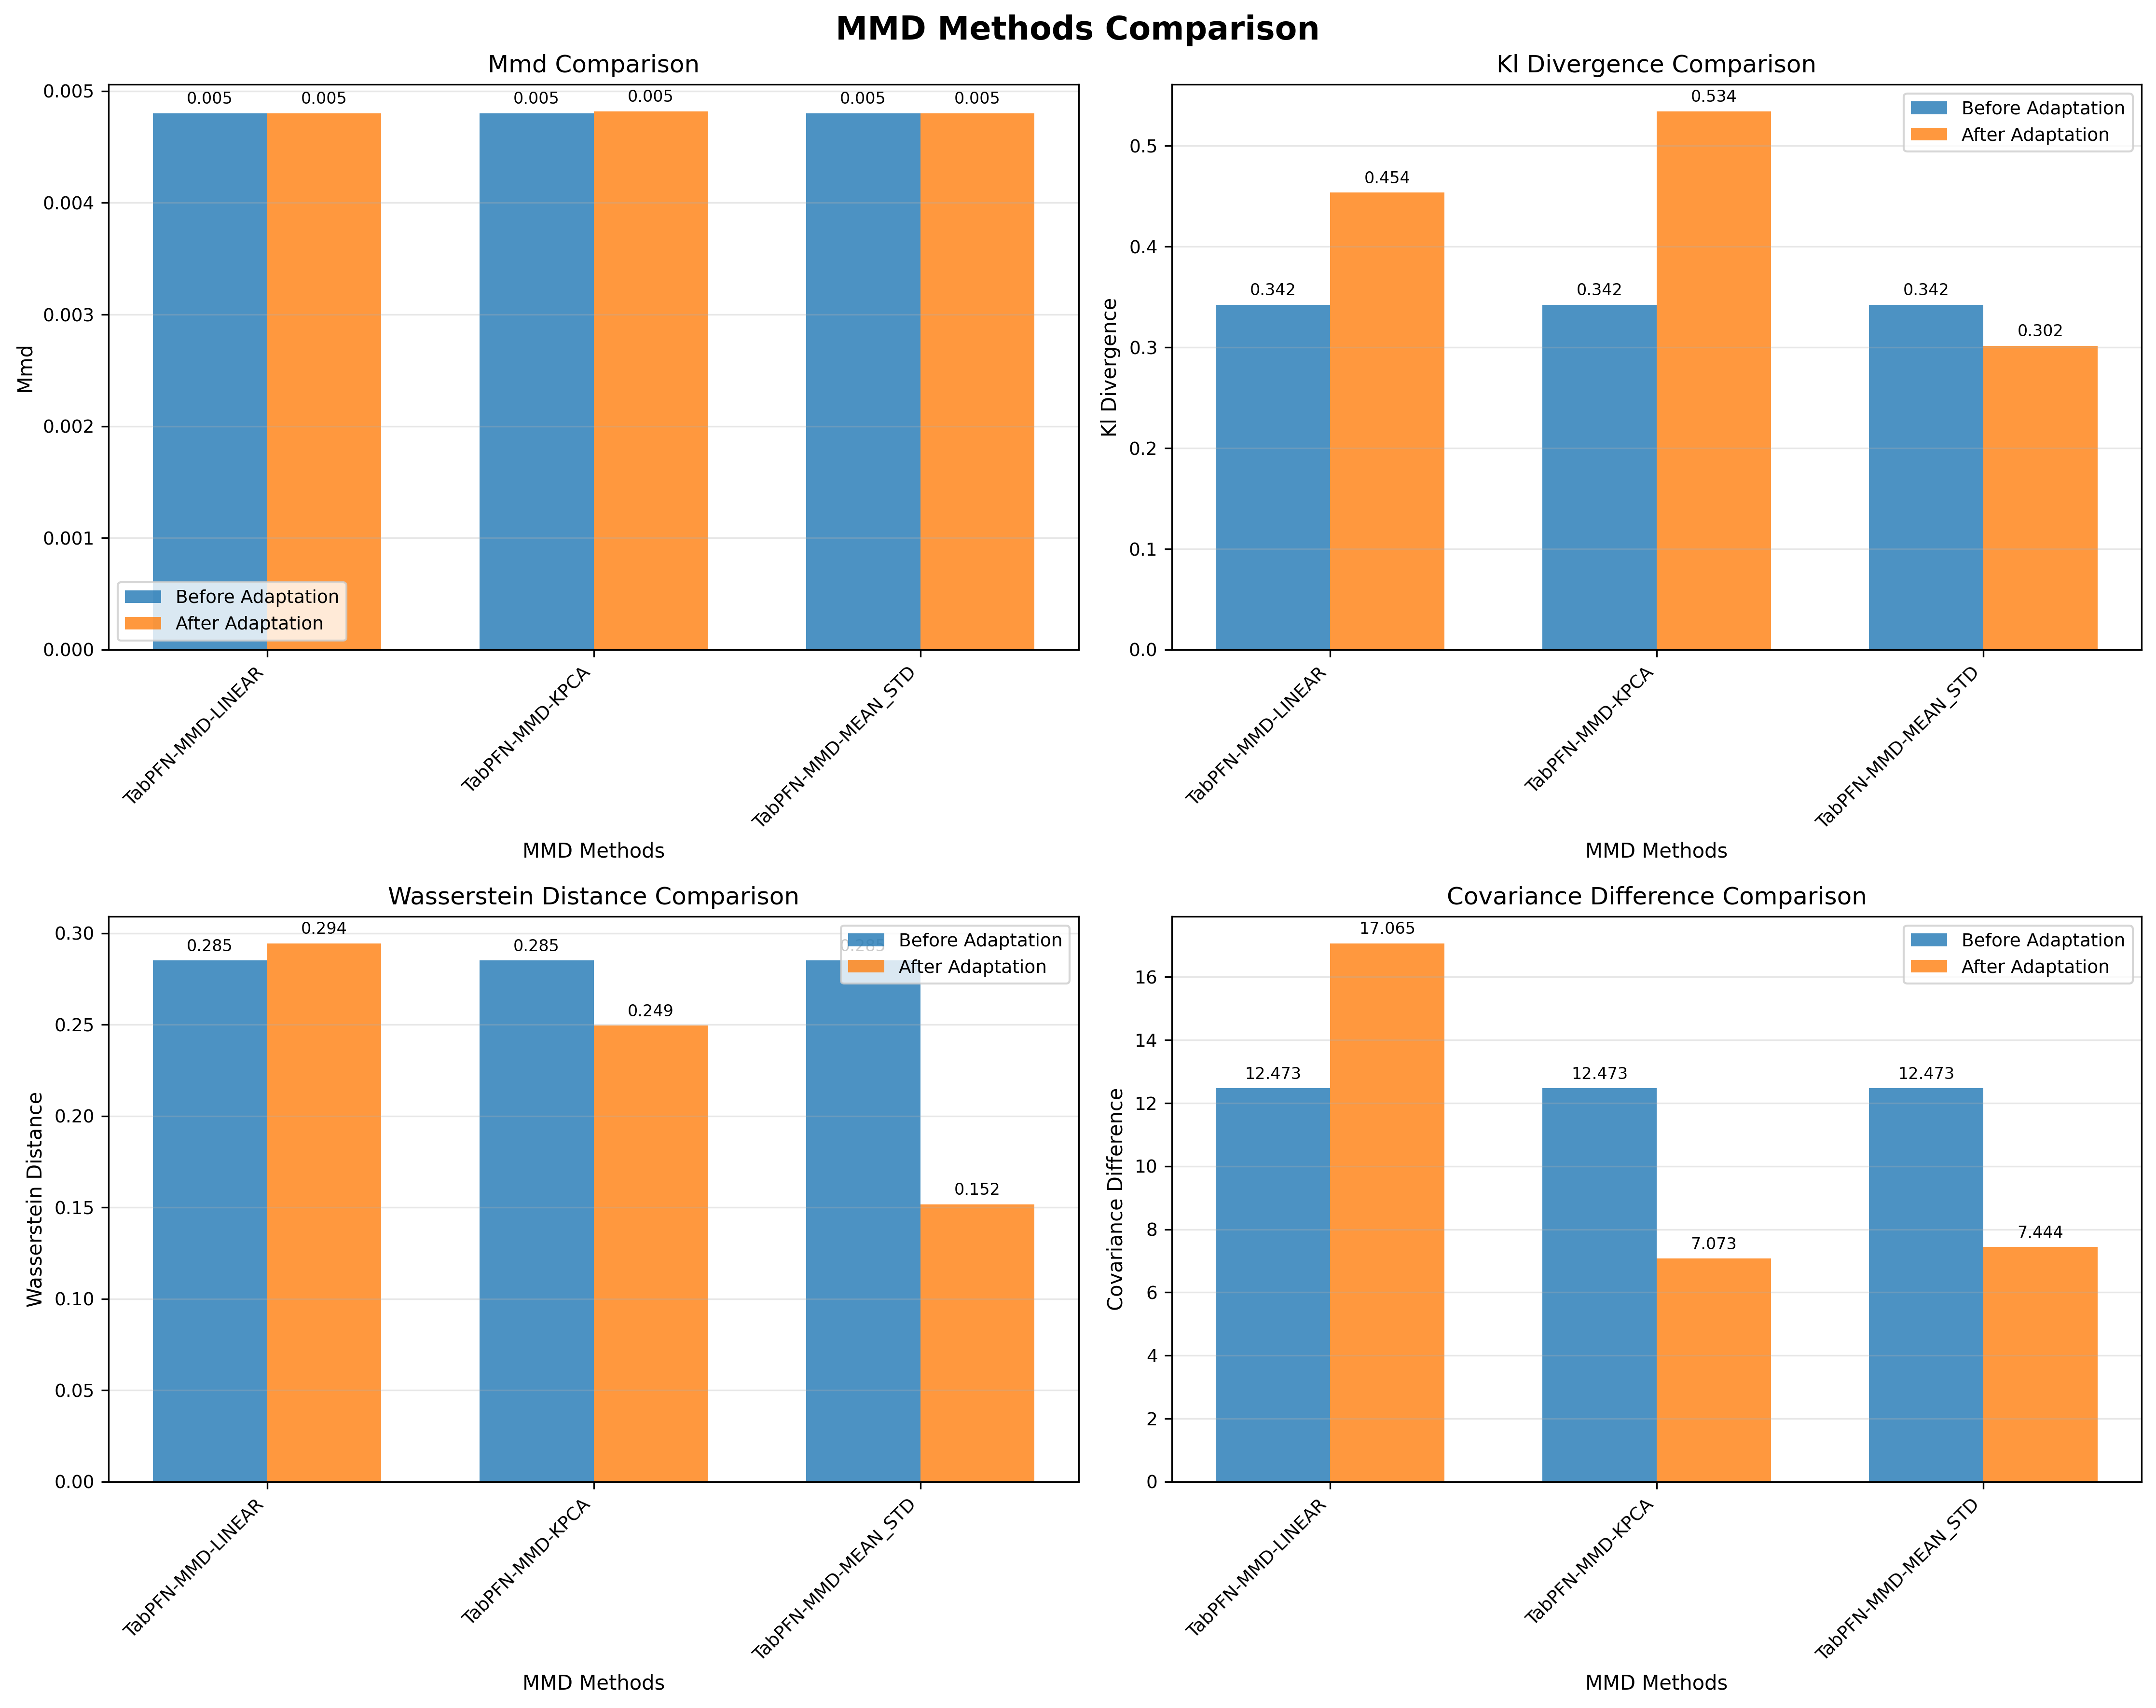 MMD Methods Comparison
Mmd Comparison
Mmd
0.005
0.004
0.003
0.002
0.001
0.000
0.005 0.005 0.005 0.005 0.005 0.005
Before Adaptation
After Adaptation
TabPFN-MMD-LINEAR
TabPFN-MMD-KPCA
TabPFN-MMD-MEAN_STD
MMD Methods
Kl Divergence Comparison
Kl Divergence
0.5
0.4
0.3
0.2
0.1
0.0
0.342 0.454 0.342 0.534 0.342 0.302
Before Adaptation
After Adaptation
TabPFN-MMD-LINEAR
TabPFN-MMD-KPCA
TabPFN-MMD-MEAN_STD
MMD Methods
Wasserstein Distance Comparison
Wasserstein Distance
0.30
0.25
0.20
0.15
0.10
0.05
0.00
0.285 0.294 0.285 0.249 0.285 0.152
Before Adaptation
After Adaptation
TabPFN-MMD-LINEAR
TabPFN-MMD-KPCA
TabPFN-MMD-MEAN_STD
MMD Methods
Covariance Difference Comparison
Covariance Difference
16
14
12
10
8
6
4
2
0
12.473 17.065 12.473 7.073 12.473 7.444
Before Adaptation
After Adaptation
TabPFN-MMD-LINEAR
TabPFN-MMD-KPCA
TabPFN-MMD-MEAN_STD
MMD Methods